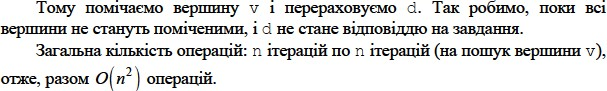 Тому помічаємо вершину v і перераховуємо d. Так робимо, поки всі
вершини не стануть поміченими, і d не стане відповіддю на завдання.
Загальна кількість операцій: n ітерацій по n ітерацій (на пошук вершини v),
отже, разом O(n²) операцій.